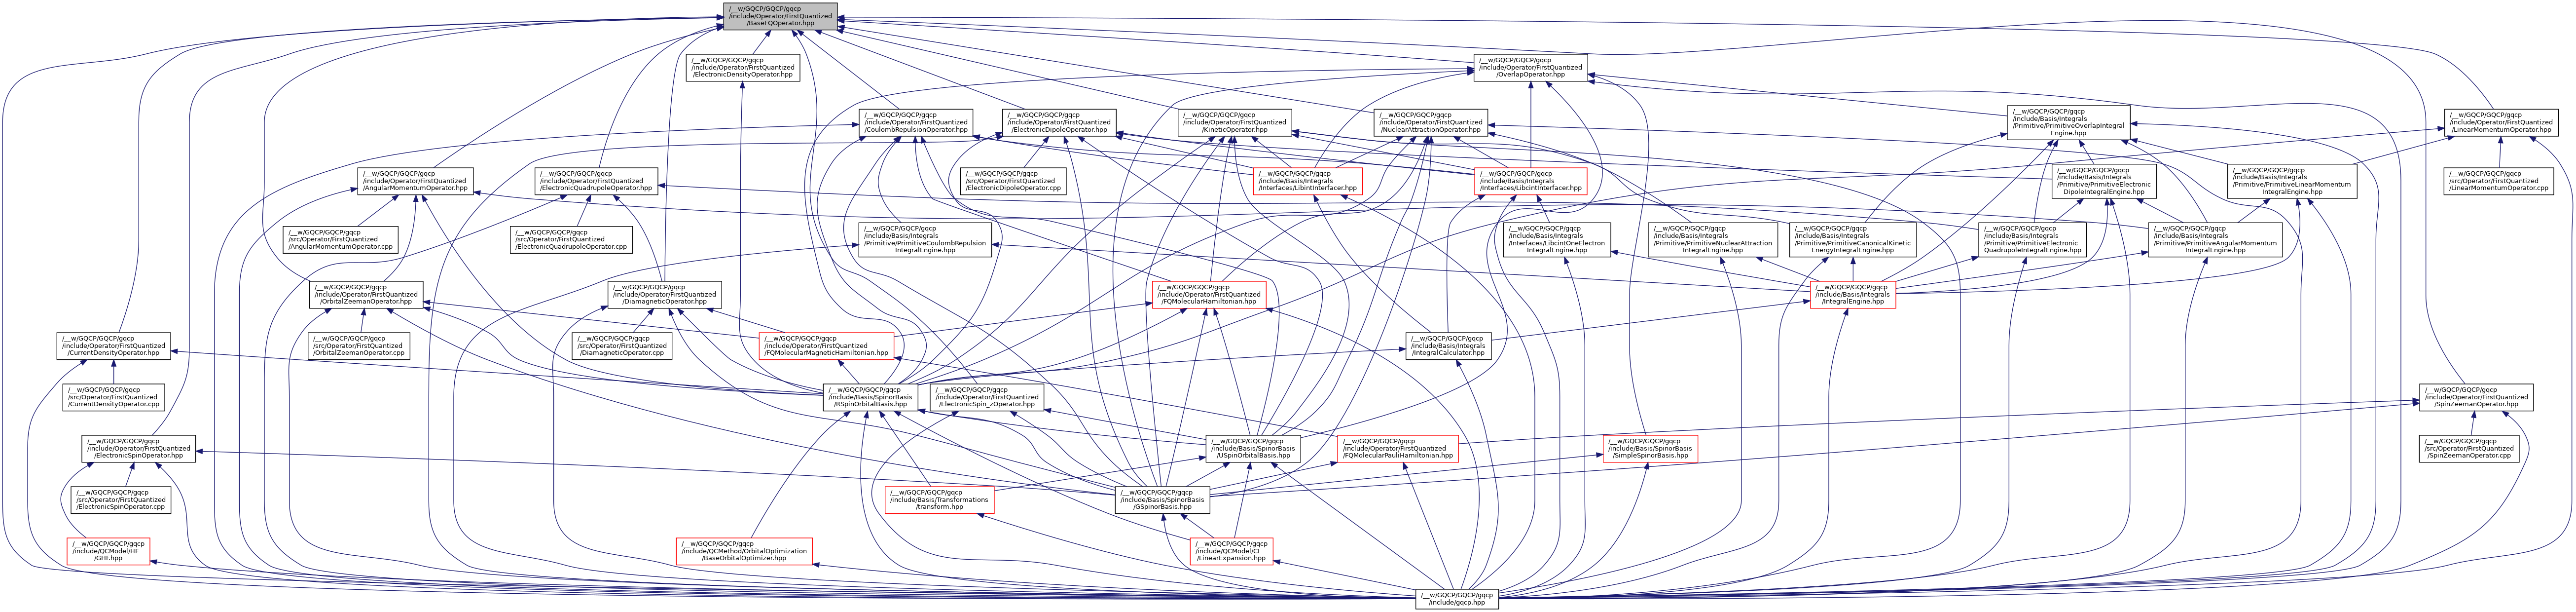 /__w/GQCP/GQCP/gqcp
/include/Operator/FirstQuantized
/BaseFQOperator.hpp
/__w/GQCP/GQCP/gqcp
/include/Operator/FirstQuantized
/ElectronicDensityOperator.hpp
/__w/GQCP/GQCP/gqcp
/include/Operator/FirstQuantized
/OverlapOperator.hpp
/__w/GQCP/GQCP/gqcp
/include/Operator/FirstQuantized
/CoulombRepulsionOperator.hpp
/__w/GQCP/GQCP/gqcp
/include/Operator/FirstQuantized
/ElectronicDipoleOperator.hpp
/__w/GQCP/GQCP/gqcp
/include/Operator/FirstQuantized
/KineticOperator.hpp
/__w/GQCP/GQCP/gqcp
/include/Operator/FirstQuantized
/NuclearAttractionOperator.hpp
/__w/GQCP/GQCP/gqcp
/include/Basis/Integrals
/Primitive/PrimitiveOverlapIntegral
Engine.hpp
/__w/GQCP/GQCP/gqcp
/include/Operator/FirstQuantized
/LinearMomentumOperator.hpp
/__w/GQCP/GQCP/gqcp
/include/Operator/FirstQuantized
/AngularMomentumOperator.hpp
/__w/GQCP/GQCP/gqcp
/include/Operator/FirstQuantized
/ElectronicQuadrupoleOperator.hpp
/__w/GQCP/GQCP/gqcp
/src/Operator/FirstQuantized
/ElectronicDipoleOperator.cpp
/__w/GQCP/GQCP/gqcp
/include/Basis/Integrals
/Interfaces/LibintInterfacer.hpp
/__w/GQCP/GQCP/gqcp
/include/Basis/Integrals
/Interfaces/LibcintInterfacer.hpp
/__w/GQCP/GQCP/gqcp
/include/Basis/Integrals
/Primitive/PrimitiveElectronic
DipoleIntegralEngine.hpp
/__w/GQCP/GQCP/gqcp
/include/Basis/Integrals
/Primitive/PrimitiveLinearMomentum
IntegralEngine.hpp
/__w/GQCP/GQCP/gqcp
/src/Operator/FirstQuantized
/LinearMomentumOperator.cpp
/__w/GQCP/GQCP/gqcp
/src/Operator/FirstQuantized
/AngularMomentumOperator.cpp
/__w/GQCP/GQCP/gqcp
/src/Operator/FirstQuantized
/ElectronicQuadrupoleOperator.cpp
/__w/GQCP/GQCP/gqcp
/include/Basis/Integrals
/Primitive/PrimitiveCoulombRepulsion
IntegralEngine.hpp
/__w/GQCP/GQCP/gqcp
/include/Basis/Integrals
/Interfaces/LibcintOneElectron
IntegralEngine.hpp
/__w/GQCP/GQCP/gqcp
/include/Basis/Integrals
/Primitive/PrimitiveNuclearAttraction
IntegralEngine.hpp
/__w/GQCP/GQCP/gqcp
/include/Basis/Integrals
/Primitive/PrimitiveCanonicalKinetic
EnergyIntegralEngine.hpp
/__w/GQCP/GQCP/gqcp
/include/Basis/Integrals
/Primitive/PrimitiveElectronic
QuadrupoleIntegralEngine.hpp
/__w/GQCP/GQCP/gqcp
/include/Basis/Integrals
/Primitive/PrimitiveAngularMomentum
IntegralEngine.hpp
/__w/GQCP/GQCP/gqcp
/include/Operator/FirstQuantized
/OrbitalZeemanOperator.hpp
/__w/GQCP/GQCP/gqcp
/include/Operator/FirstQuantized
/DiamagneticOperator.hpp
/__w/GQCP/GQCP/gqcp
/include/Operator/FirstQuantized
/FQMolecularHamiltonian.hpp
/__w/GQCP/GQCP/gqcp
/include/Basis/Integrals
/IntegralEngine.hpp
/__w/GQCP/GQCP/gqcp
/include/Operator/FirstQuantized
/CurrentDensityOperator.hpp
/__w/GQCP/GQCP/gqcp
/src/Operator/FirstQuantized
/OrbitalZeemanOperator.cpp
/__w/GQCP/GQCP/gqcp
/src/Operator/FirstQuantized
/DiamagneticOperator.cpp
/__w/GQCP/GQCP/gqcp
/include/Operator/FirstQuantized
/FQMolecularMagneticHamiltonian.hpp
/__w/GQCP/GQCP/gqcp
/include/Basis/Integrals
/IntegralCalculator.hpp
/__w/GQCP/GQCP/gqcp
/src/Operator/FirstQuantized
/CurrentDensityOperator.cpp
/__w/GQCP/GQCP/gqcp
/include/Basis/SpinorBasis
/RSpinOrbitalBasis.hpp
/__w/GQCP/GQCP/gqcp
/include/Operator/FirstQuantized
/ElectronicSpin_zOperator.hpp
/__w/GQCP/GQCP/gqcp
/include/Operator/FirstQuantized
/SpinZeemanOperator.hpp
/__w/GQCP/GQCP/gqcp
/include/Operator/FirstQuantized
/ElectronicSpinOperator.hpp
/__w/GQCP/GQCP/gqcp
/include/Basis/SpinorBasis
/USpinOrbitalBasis.hpp
/__w/GQCP/GQCP/gqcp
/include/Operator/FirstQuantized
/FQMolecularPauliHamiltonian.hpp
/__w/GQCP/GQCP/gqcp
/include/Basis/SpinorBasis
/SimpleSpinorBasis.hpp
/__w/GQCP/GQCP/gqcp
/src/Operator/FirstQuantized
/SpinZeemanOperator.cpp
/__w/GQCP/GQCP/gqcp
/src/Operator/FirstQuantized
/ElectronicSpinOperator.cpp
/__w/GQCP/GQCP/gqcp
/include/Basis/Transformations
/transform.hpp
/__w/GQCP/GQCP/gqcp
/include/Basis/SpinorBasis
/GSpinorBasis.hpp
/__w/GQCP/GQCP/gqcp
/include/QCModel/HF
/GHF.hpp
/__w/GQCP/GQCP/gqcp
/include/QCMethod/OrbitalOptimization
/BaseOrbitalOptimizer.hpp
/__w/GQCP/GQCP/gqcp
/include/QCModel/CI
/LinearExpansion.hpp
/__w/GQCP/GQCP/gqcp
/include/gqcp.hpp